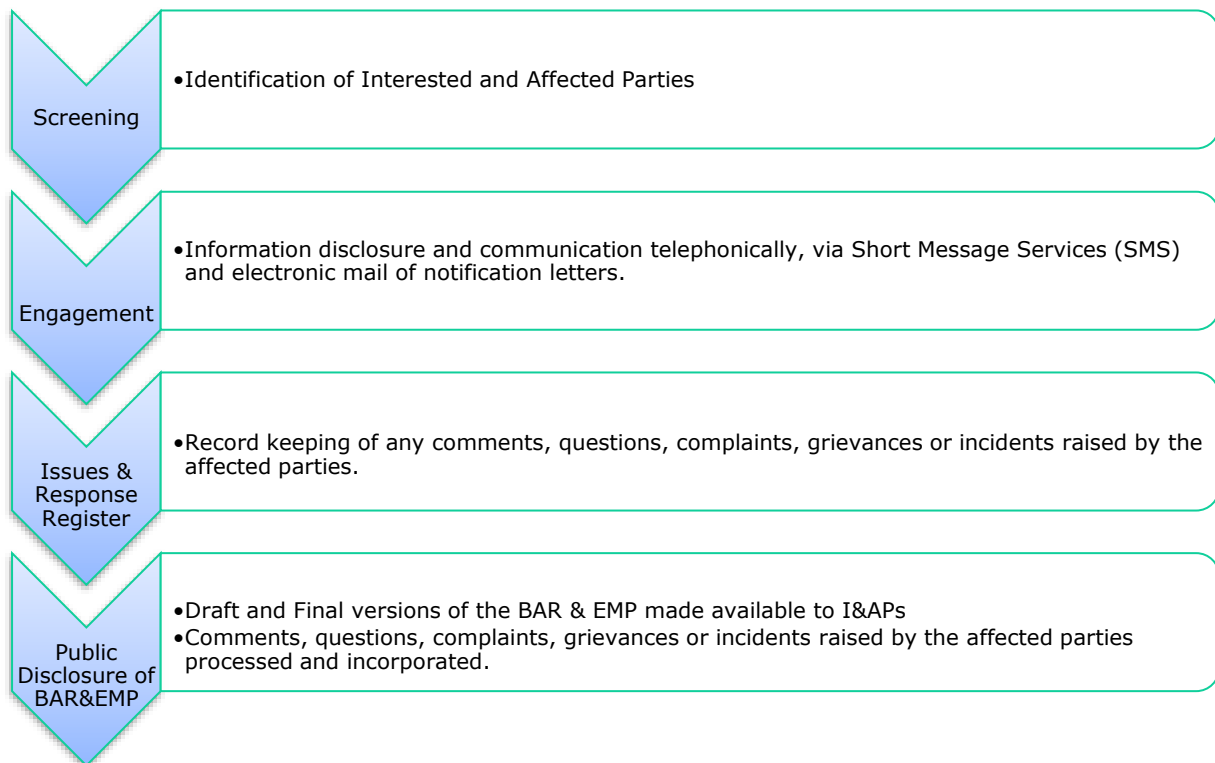 Screening
•Identification of Interested and Affected Parties
Engagement
•Information disclosure and communication telephonically, via Short Message Services (SMS)
and electronic mail of notification letters.
Issues &
Response
Register
•Record keeping of any comments, questions, complaints, grievances or incidents raised by the
affected parties.
Public
Disclosure of
BAR&EMP
•Draft and Final versions of the BAR & EMP made available to I&APs
•Comments, questions, complaints, grievances or incidents raised by the affected parties
processed and incorporated.